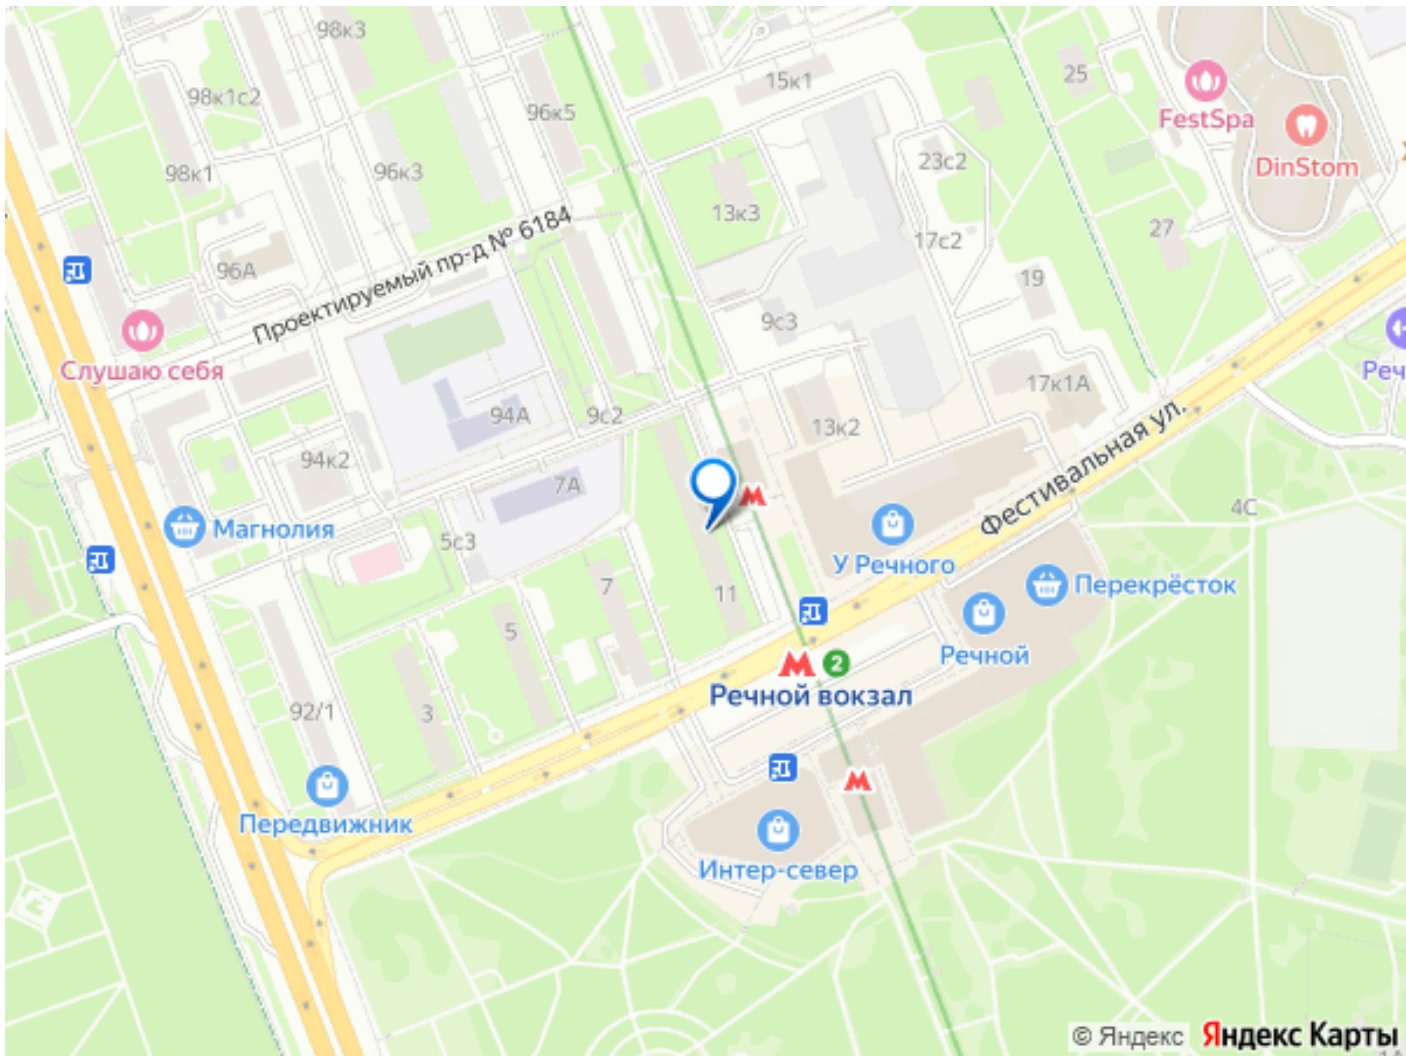 98к3
98к1с2
96к5
15к1
25
FestSpa
DinStom
98к1
96к3
13к3
23с2
17с2
27
Проектируемый пр-д № 6184
96А
19
9с3
Слушаю себя
Реч
17к1А
94А
9с2
13к2
Фестивальная ул.
94к2
7А
Магнолия
5с3
4С
У Речного
Перекрёсток
7
11
5
Речной
2
Речной вокзал
92/1
3
Передвижник
Интер-север
© Яндекс Яндекс Карты